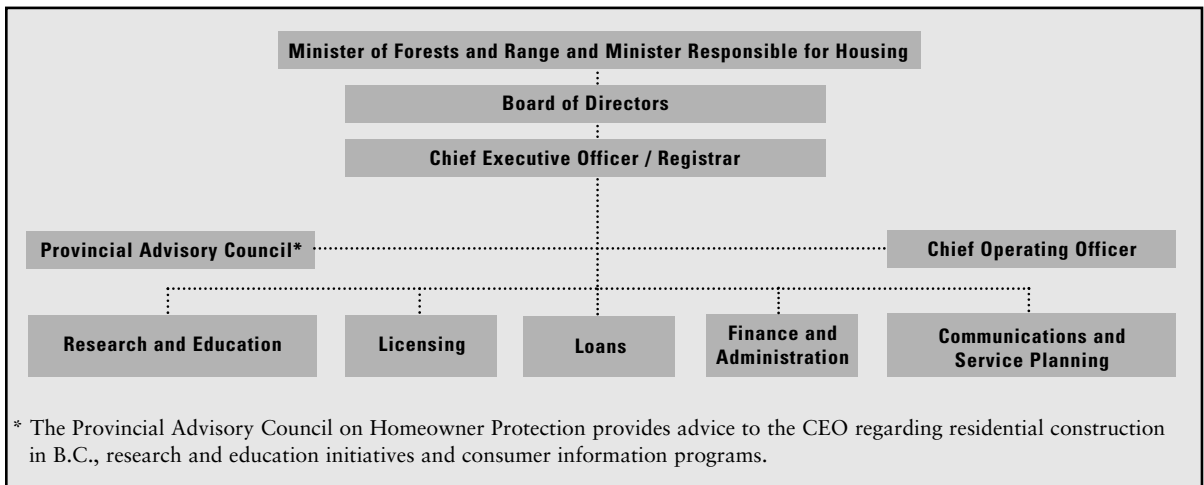 Minister of Forests and Range and Minister Responsible for Housing
Board of Directors
Chief Executive Officer / Registrar
Provincial Advisory Council*
Chief Operating Officer
Research and Education
Licensing
Loans
Finance and
Administration
Communications and
Service Planning
* The Provincial Advisory Council on Homeowner Protection provides advice to the CEO regarding residential construction
in B.C., research and education initiatives and consumer information programs.